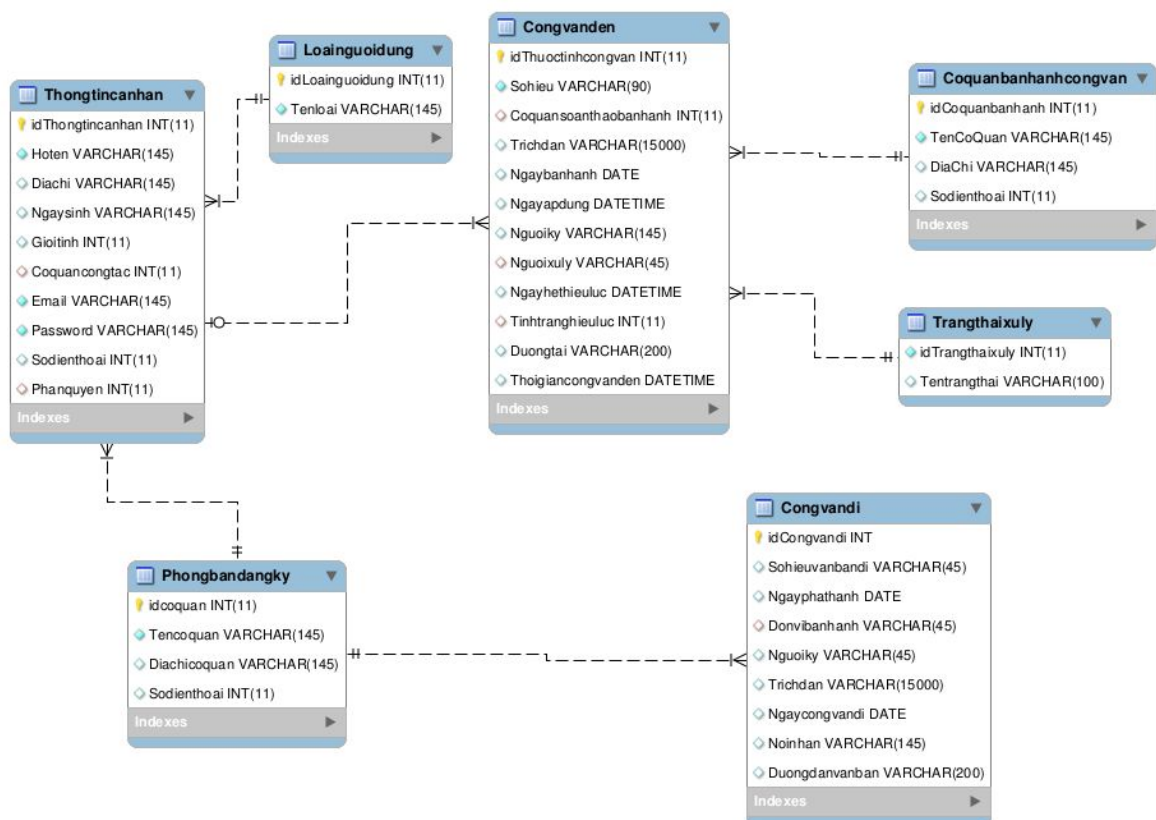 Thongtincanhan
idThongtincanhan INT(11)
Hoten VARCHAR(145)
Diachi VARCHAR(145)
Ngaysinh VARCHAR(145)
Gioitinh INT(11)
Coquancongtac INT(11)
Email VARCHAR(145)
Password VARCHAR(145)
Sodienthoai INT(11)
Phanquyen INT(11)
Indexes
Loainguoidung
idLoainguoidung INT(11)
Tenloai VARCHAR(145)
Indexes
Congvanden
idThuoctinhcongvan INT(11)
Sohieu VARCHAR(90)
Coquansoanthaobanhanh INT(11)
Trichdan VARCHAR(15000)
Ngaybanhanh DATE
Ngayapdung DATETIME
Nguoiky VARCHAR(145)
Nguoixuly VARCHAR(45)
Ngayhethieuluc DATETIME
Tinhtranghieuluc INT(11)
Duongtai VARCHAR(200)
Thoigiancongvanden DATETIME
Indexes
Coquanbanhanhcongvan
idCoquanbanhanh INT(11)
TenCoQuan VARCHAR(145)
DiaChi VARCHAR(145)
Sodienthoai INT(11)
Indexes
Trangthaixuly
idTrangthaixuly INT(11)
Tentrangthai VARCHAR(100)
Indexes
Phongbandangky
idcoquan INT(11)
Tencoquan VARCHAR(145)
Diachicoquan VARCHAR(145)
Sodienthoai INT(11)
Indexes
Congvandi
idCongvandi INT
Sohieuvanbandi VARCHAR(45)
Ngayphathanh DATE
Donvibanhanh VARCHAR(45)
Nguoiky VARCHAR(45)
Trichdan VARCHAR(15000)
Ngaycongvandi DATE
Noinhan VARCHAR(145)
Duongdanvanban VARCHAR(200)
Indexes